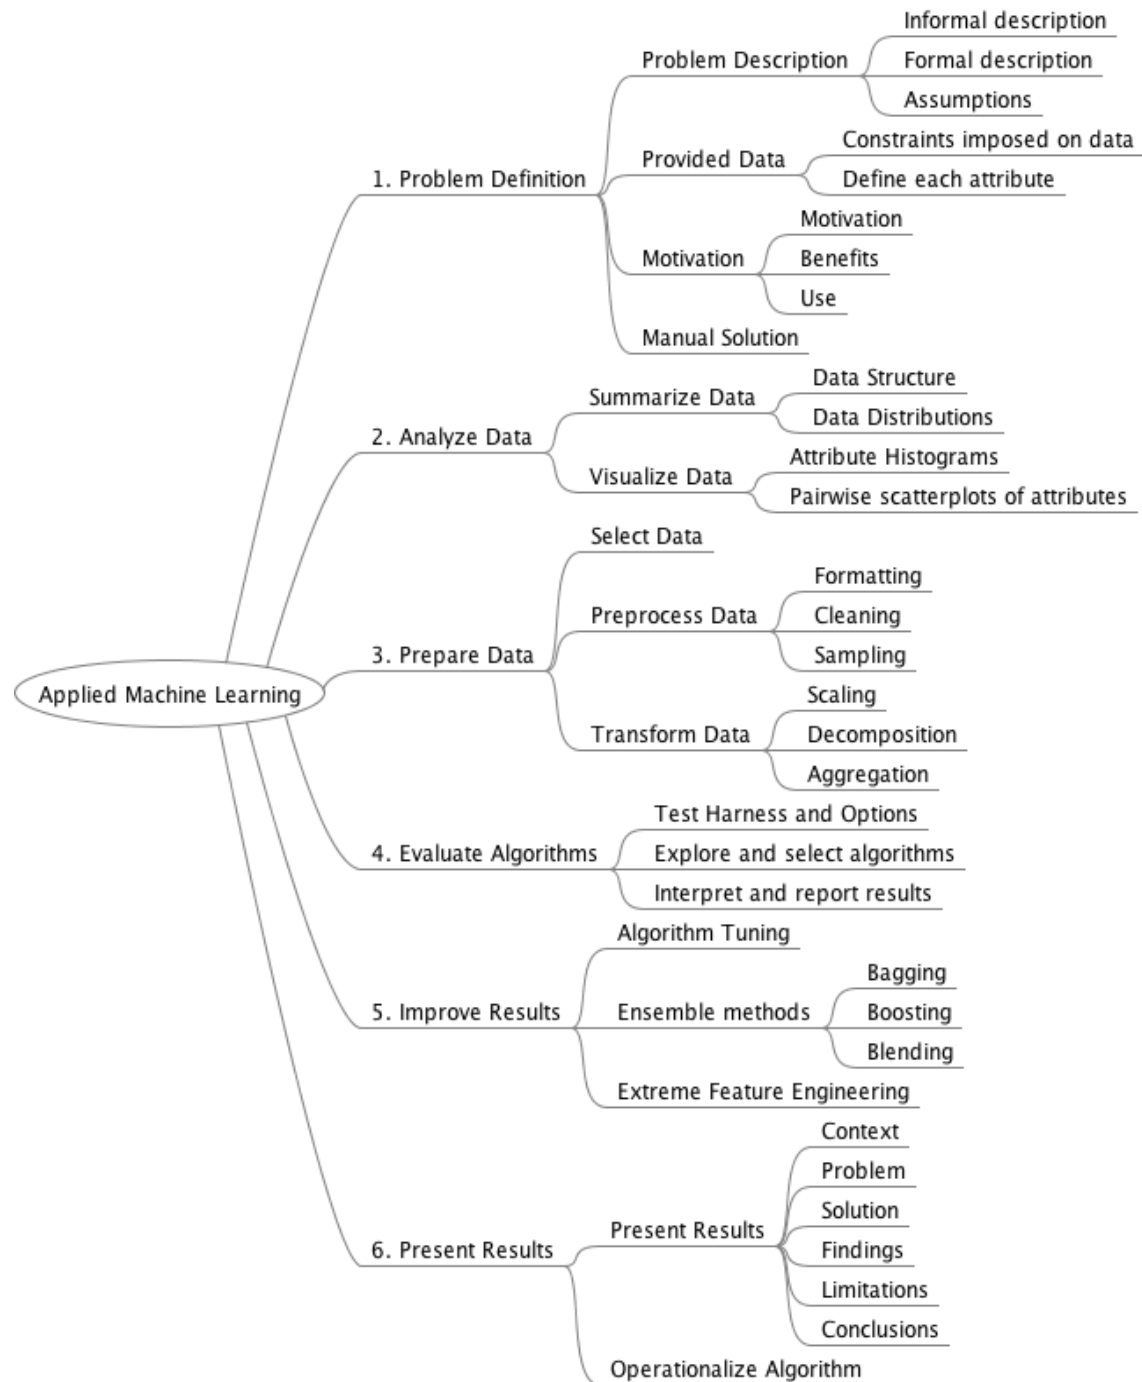 Informal description
Problem Description
Formal description
Assumptions
Constraints imposed on data
Provided Data
1. Problem Definition
Define each attribute
Motivation
Motivation
Benefits
Use
Manual Solution
Data Structure
Summarize Data
Data Distributions
2. Analyze Data
Attribute Histograms
Visualize Data
Pairwise scatterplots of attributes
Select Data
Formatting
Preprocess Data
Cleaning
3. Prepare Data
Sampling
Applied Machine Learning
Scaling
Transform Data
Decomposition
Aggregation
Test Harness and Options
4. Evaluate Algorithms
Explore and select algorithms
Interpret and report results
Algorithm Tuning
Bagging
5. Improve Results
Ensemble methods
Boosting
Blending
Extreme Feature Engineering
Context
Problem
Solution
Present Results
6. Present Results
Findings
Limitations
Conclusions
Operationalize Algorithm